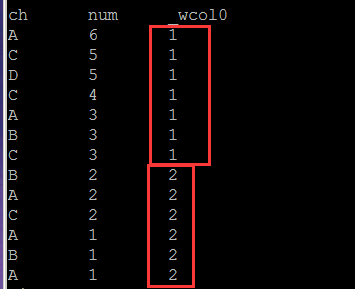 ch num _wcol0
A 6 1
C 5 1
D 5 1
C 4 1
A 3 1
B 3 1
C 3 1
B 2 2
A 2 2
C 2 2
A 1 2
B 1 2
A 1 2